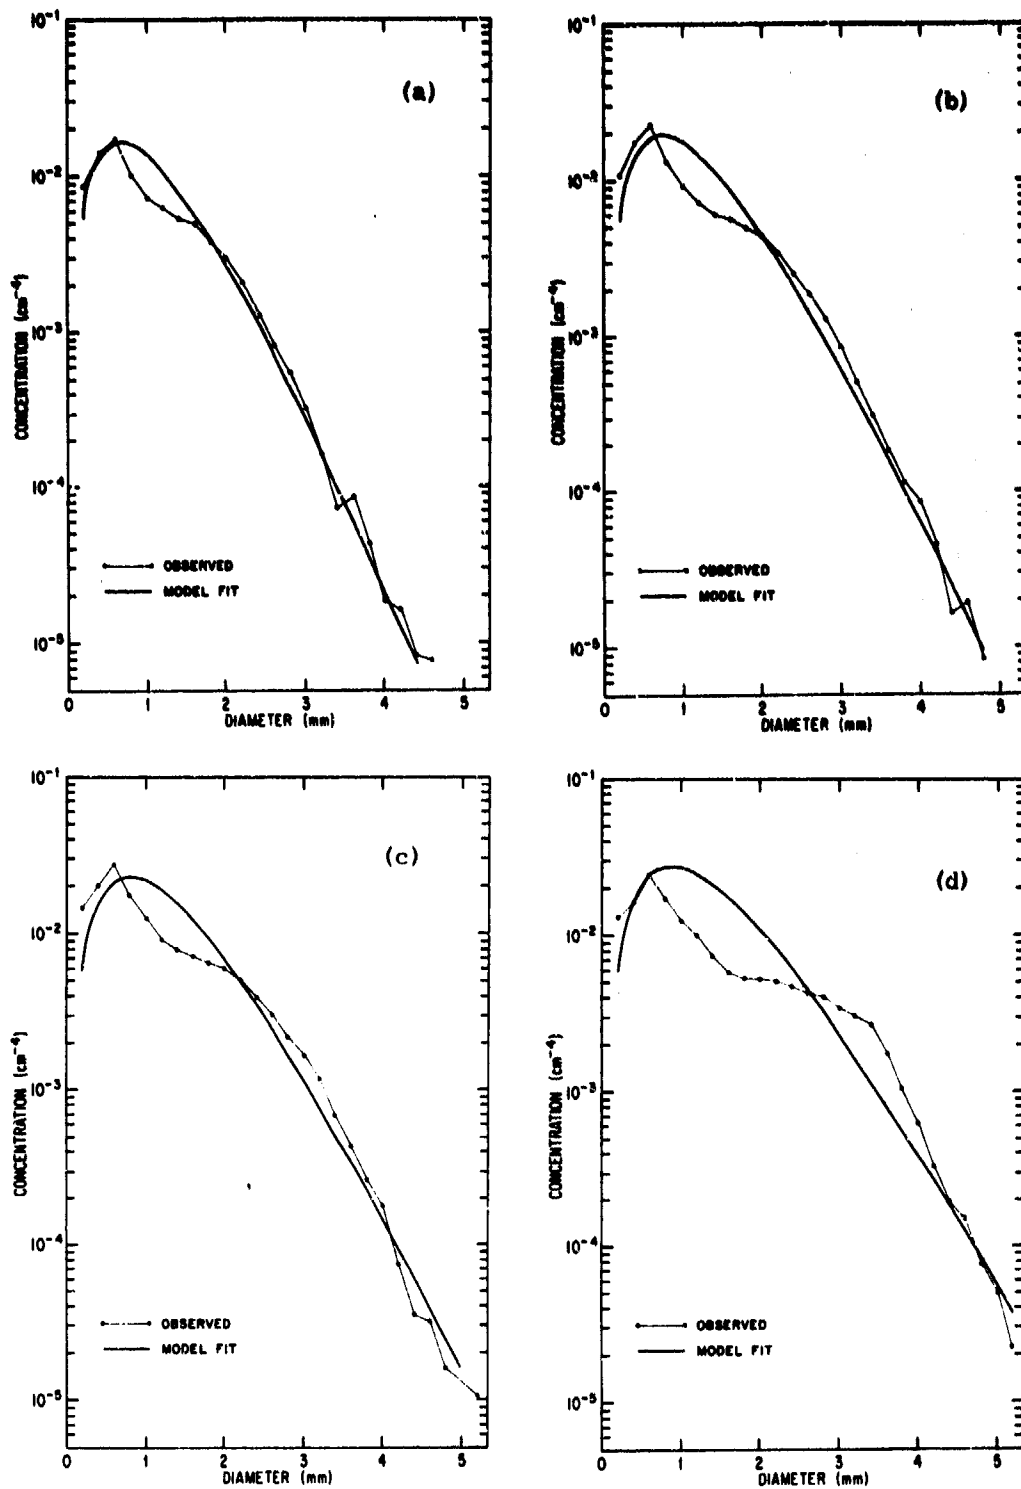 (a)
10⁻¹
10⁻²
10⁻³
10⁻⁴
10⁻⁵
CONCENTRATION (cm⁻⁴)
OBSERVED
MODEL FIT
0 1 2 3 4 5
DIAMETER (mm)
(b)
10⁻¹
10⁻²
10⁻³
10⁻⁴
10⁻⁵
CONCENTRATION (cm⁻⁴)
OBSERVED
MODEL FIT
0 1 2 3 4 5
DIAMETER (mm)
(c)
10⁻¹
10⁻²
10⁻³
10⁻⁴
10⁻⁵
CONCENTRATION (cm⁻⁴)
OBSERVED
MODEL FIT
0 1 2 3 4 5
DIAMETER (mm)
(d)
10⁻¹
10⁻²
10⁻³
10⁻⁴
10⁻⁵
CONCENTRATION (cm⁻⁴)
OBSERVED
MODEL FIT
0 1 2 3 4 5
DIAMETER (mm)